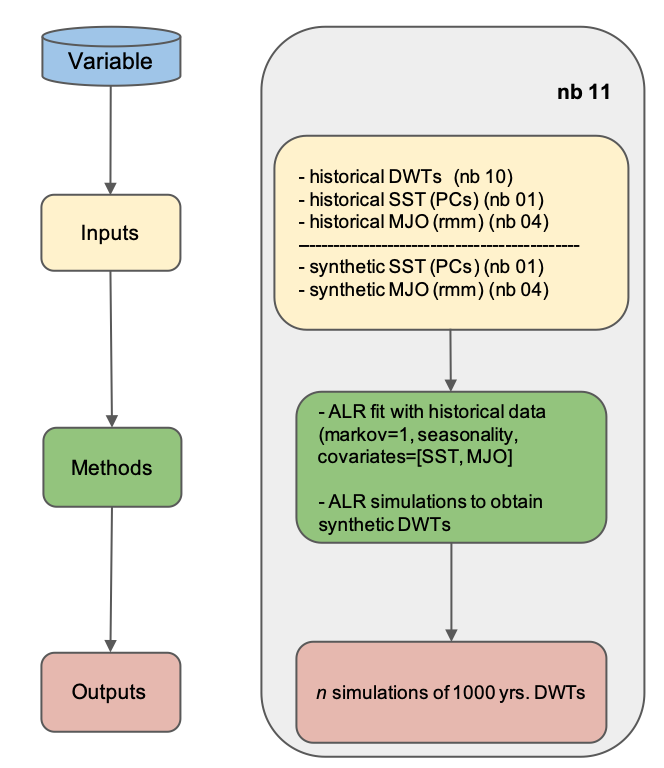 Variable
Inputs
Methods
Outputs
nb 11
- historical DWTs (nb 10)
- historical SST (PCs) (nb 01)
- historical MJO (rmm) (nb 04)
------------------------------------------------
- synthetic SST (PCs) (nb 01)
- synthetic MJO (rmm) (nb 04)
- ALR fit with historical data
(markov=1, seasonality,
covariates=[SST, MJO]
- ALR simulations to obtain
synthetic DWTs
n simulations of 1000 yrs. DWTs